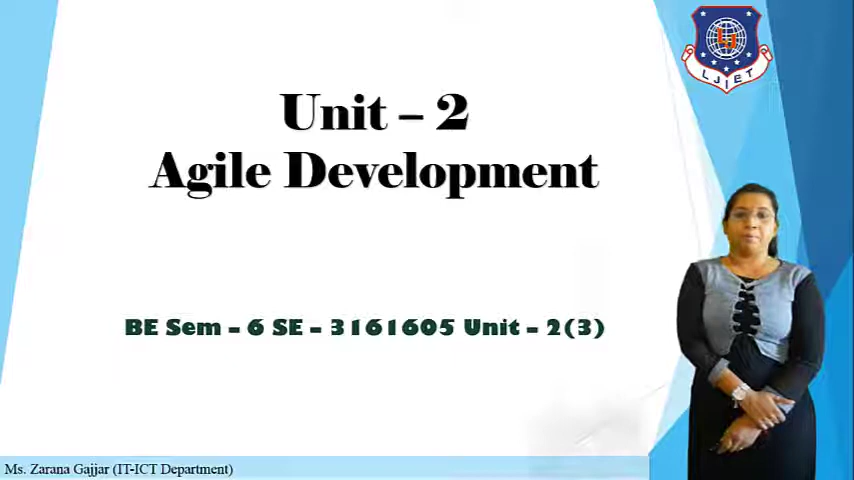 LJIET
Unit – 2
Agile Development
BE Sem – 6 SE – 3161605 Unit – 2(3)
Ms. Zarana Gajjar (IT-ICT Department)